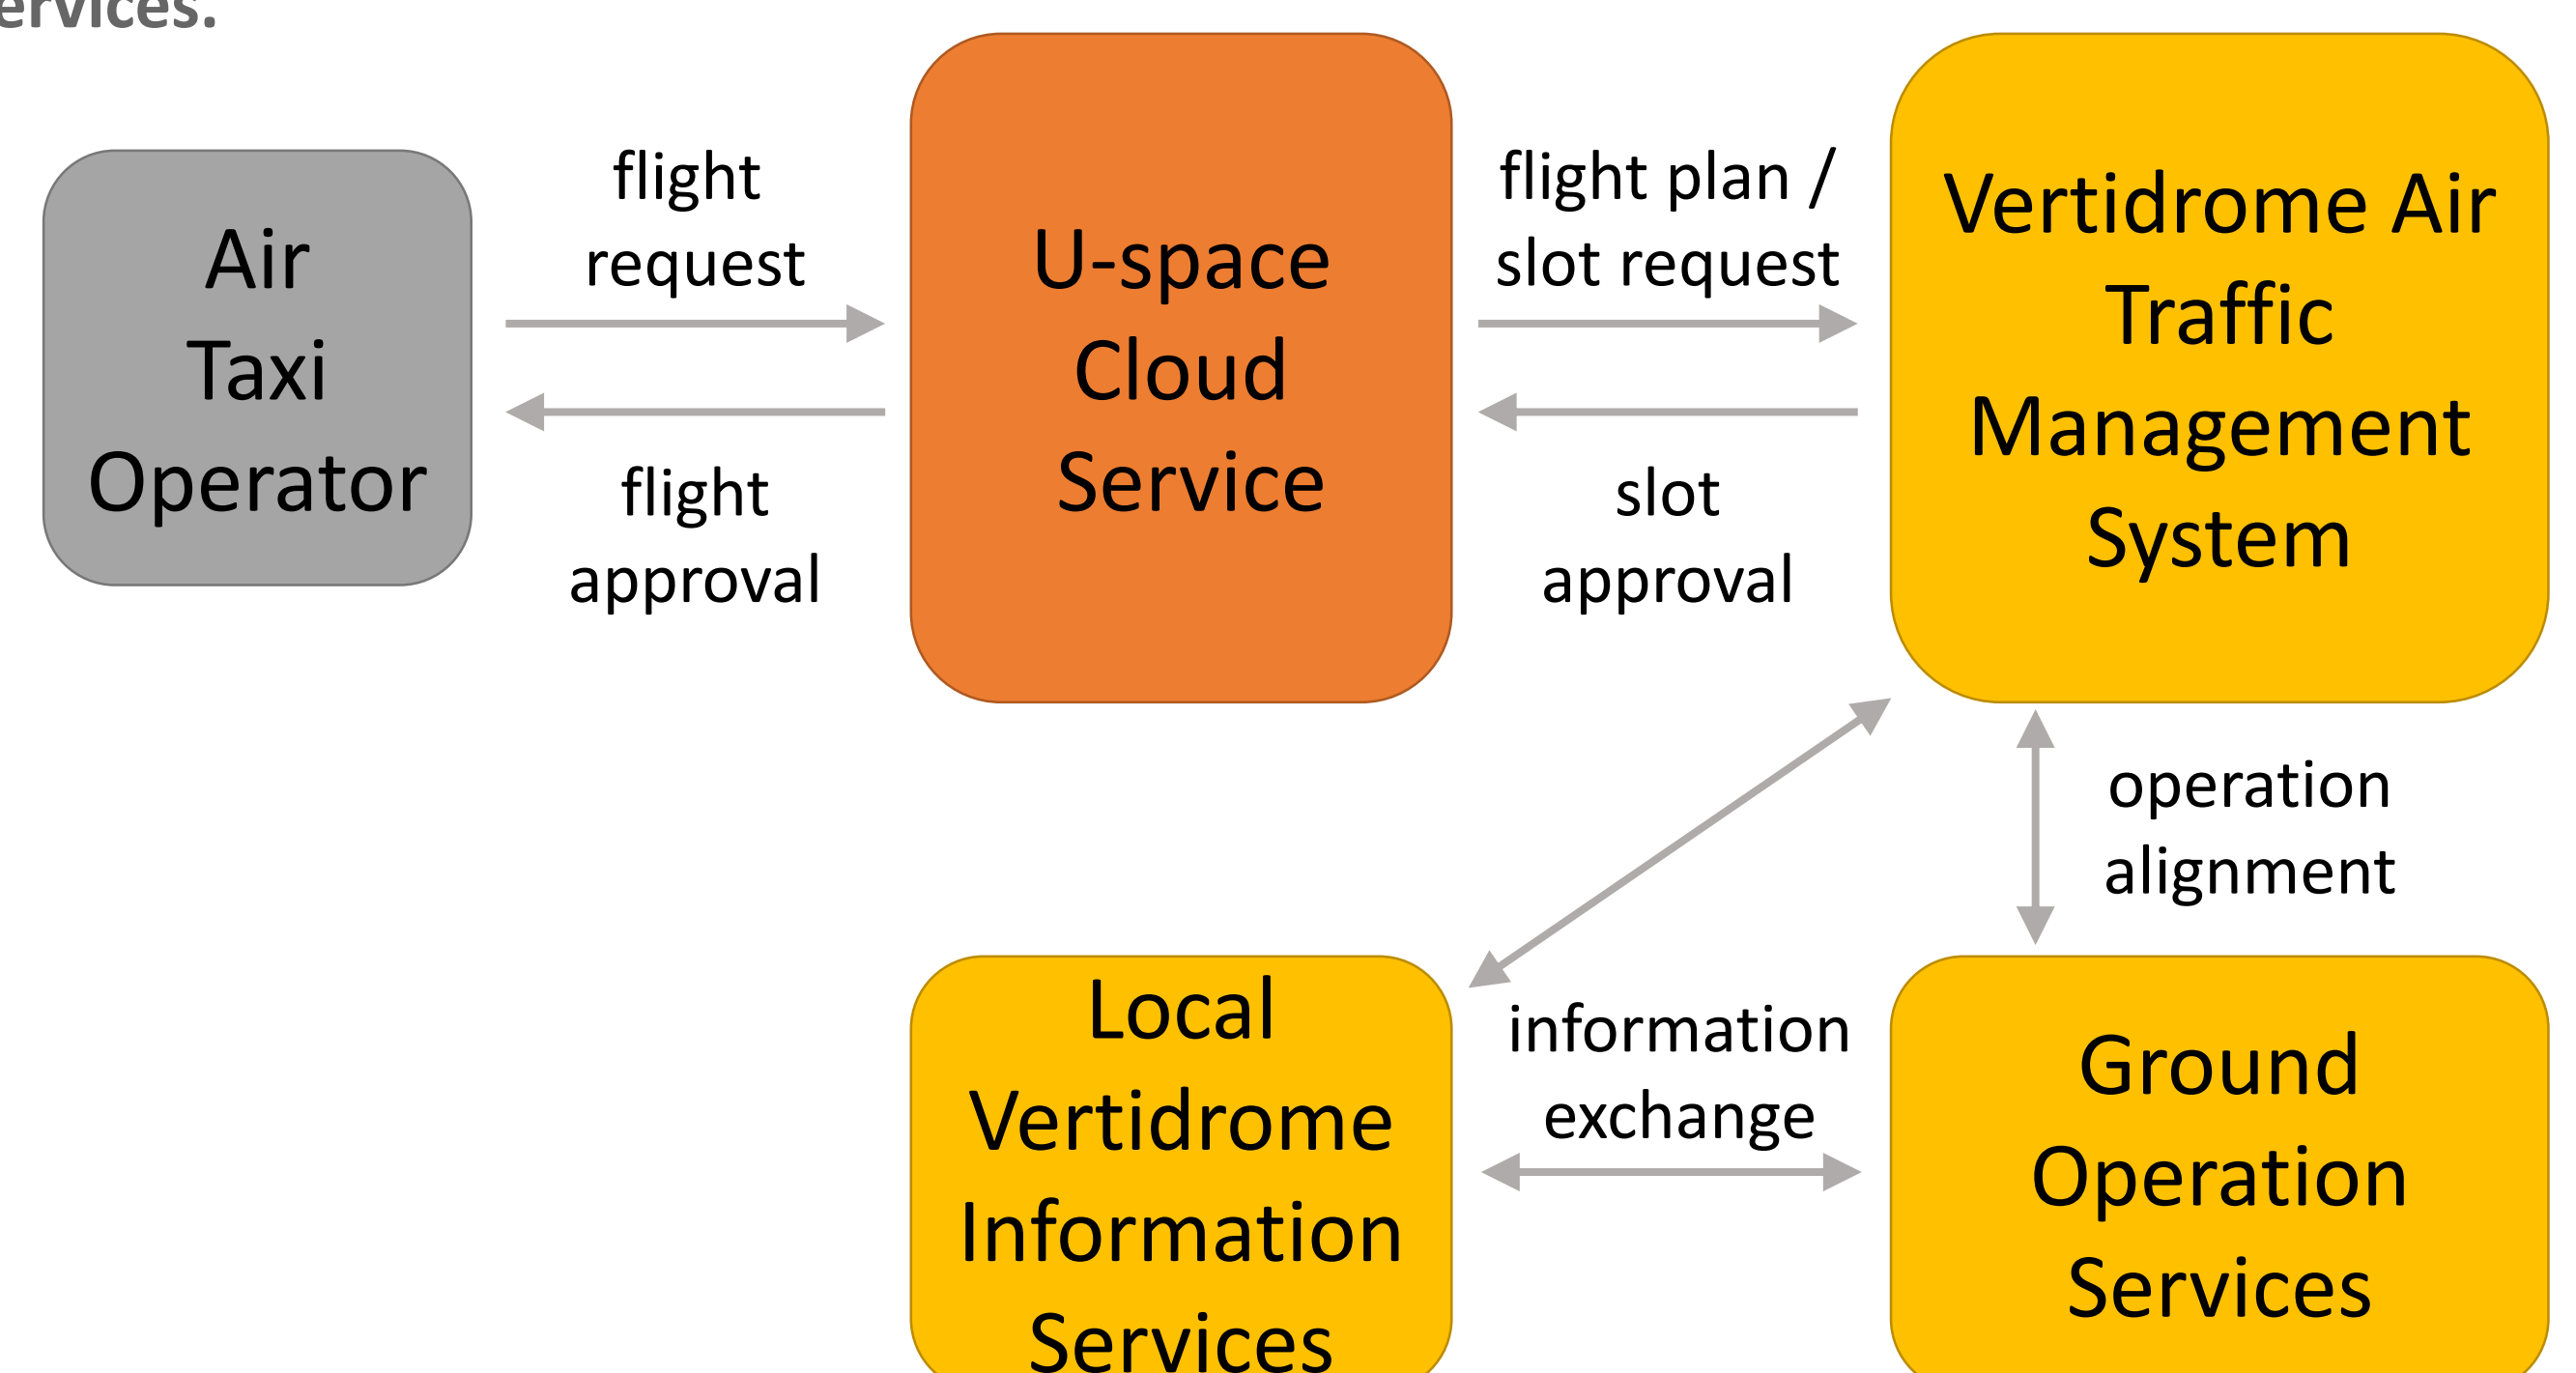 ervices.
Air
Taxi
Operator
flight
request
flight
approval
U-space
Cloud
Service
flight plan /
slot request
slot
approval
Vertidrome Air
Traffic
Management
System
operation
alignment
Local
Vertidrome
Information
Services
information
exchange
Ground
Operation
Services